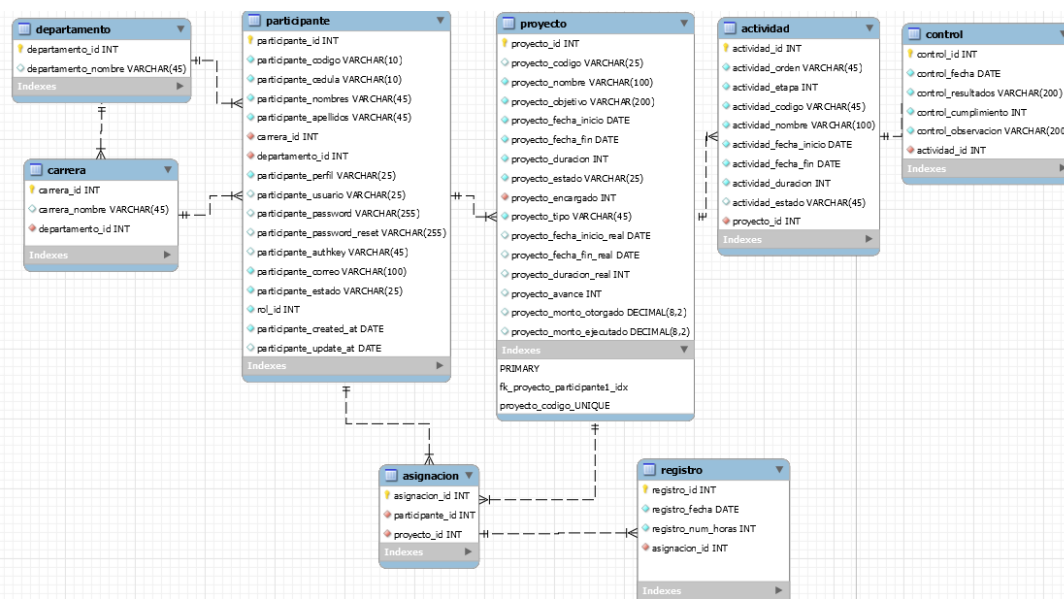 departamento
departamento_id INT
departamento_nombre VARCHAR(45)
Indexes
carrera
carrera_id INT
carrera_nombre VARCHAR(45)
departamento_id INT
Indexes
participante
participante_id INT
participante_codigo VARCHAR(10)
participante_cedula VARCHAR(10)
participante_nombres VARCHAR(45)
participante_apellidos VARCHAR(45)
carrera_id INT
departamento_id INT
participante_perfil VARCHAR(25)
participante_usuario VARCHAR(25)
participante_password VARCHAR(255)
participante_password_reset VARCHAR(255)
participante_authkey VARCHAR(45)
participante_correo VARCHAR(100)
participante_estado VARCHAR(25)
rol_id INT
participante_created_at DATE
participante_update_at DATE
Indexes
proyecto
proyecto_id INT
proyecto_codigo VARCHAR(25)
proyecto_nombre VARCHAR(100)
proyecto_objetivo VARCHAR(200)
proyecto_fecha_inicio DATE
proyecto_fecha_fin DATE
proyecto_duracion INT
proyecto_estado VARCHAR(25)
proyecto_encargado INT
proyecto_tipo VARCHAR(45)
proyecto_fecha_inicio_real DATE
proyecto_fecha_fin_real DATE
proyecto_duracion_real INT
proyecto_avance INT
proyecto_monto_otorgado DECIMAL(8,2)
proyecto_monto_ejecutado DECIMAL(8,2)
Indexes
PRIMARY
fk_proyecto_participante1_idx
proyecto_codigo_UNIQUE
actividad
actividad_id INT
actividad_orden VARCHAR(45)
actividad_etapa INT
actividad_codigo VARCHAR(45)
actividad_nombre VARCHAR(100)
actividad_fecha_inicio DATE
actividad_fecha_fin DATE
actividad_duracion INT
actividad_estado VARCHAR(45)
proyecto_id INT
Indexes
control
control_id INT
control_fecha DATE
control_resultados VARCHAR(200)
control_cumplimiento INT
control_observacion VARCHAR(200
actividad_id INT
Indexes
asignacion
asignacion_id INT
participante_id INT
proyecto_id INT
Indexes
registro
registro_id INT
registro_fecha DATE
registro_num_horas INT
asignacion_id INT
Indexes